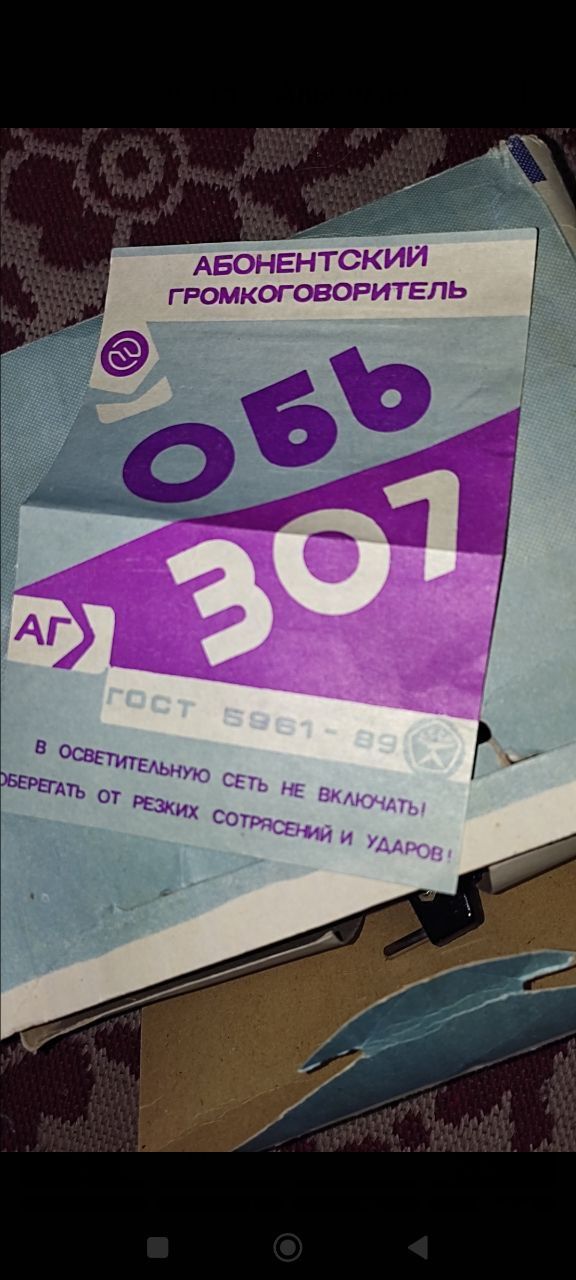 АБОНЕНТСКИЙ
ГРОМКОГОВОРИТЕЛЬ
ОБЬ
307
АГ
ГОСТ 5961-89
В ОСВЕТИТЕЛЬНУЮ СЕТЬ НЕ ВКЛЮЧАТЬ!
ОБЕРЕГАТЬ ОТ РЕЗКИХ СОТРЯСЕНИЙ И УДАРОВ!